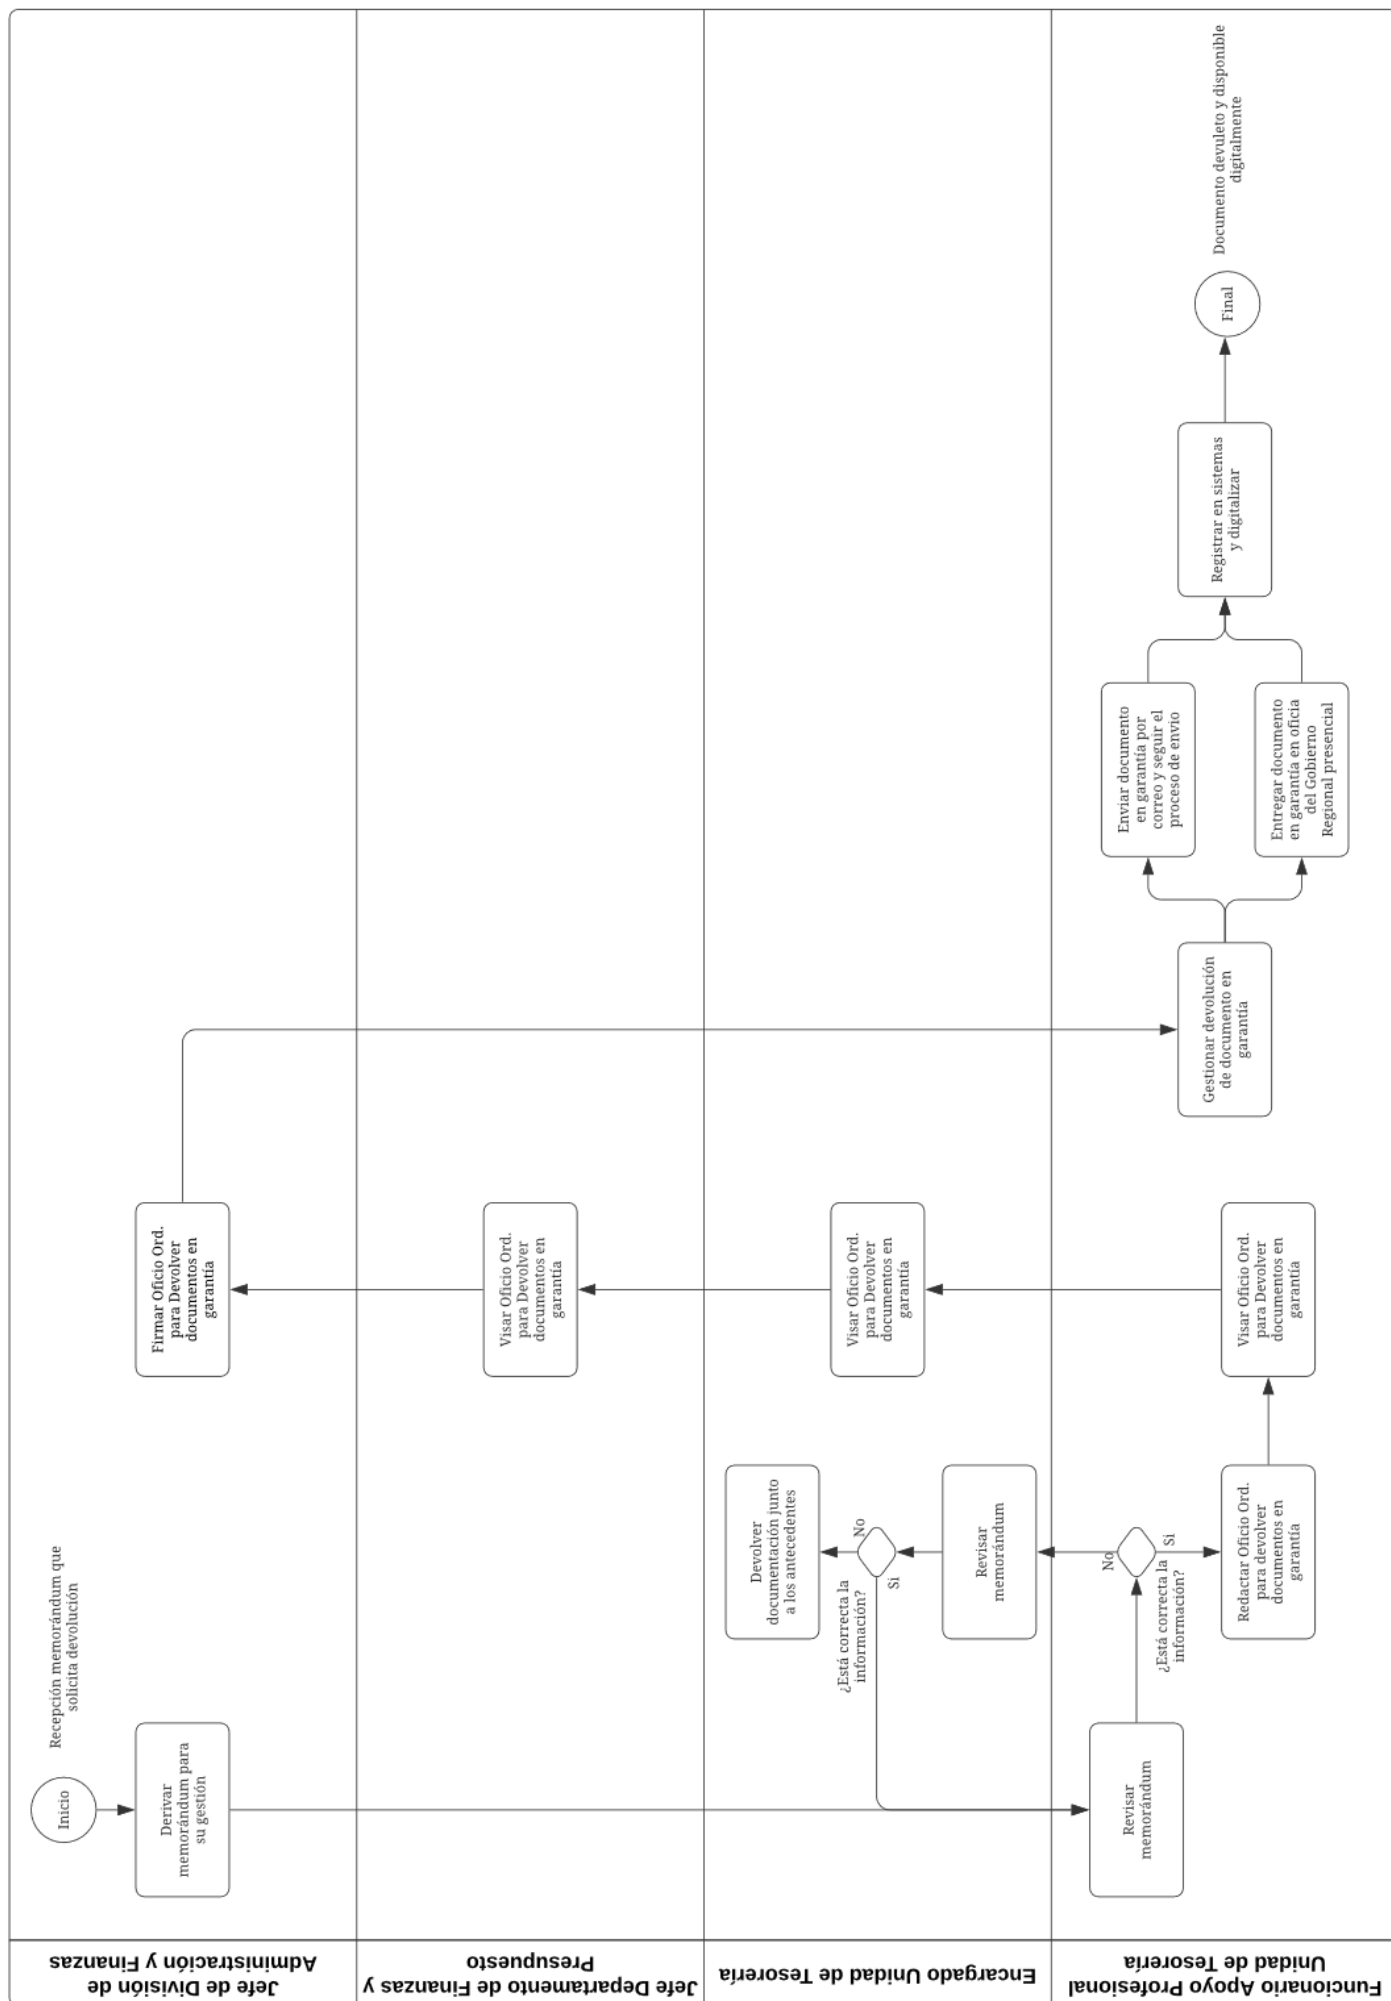 Jefe de División de
Administración y Finanzas
Inicio
Recepción memorándum que
solicita devolución
Derivar
memorándum para
su gestión
Firmar Oficio Ord.
para Devolver
documentos en
garantía
Jefe Departamento de Finanzas y
Presupuesto
Visar Oficio Ord.
para Devolver
documentos en
garantía
Encargado Unidad de Tesorería
Devolver
documentación junto
a los antecedentes
No
Si
¿Está correcta la
información?
Revisar
memorándum
Visar Oficio Ord.
para Devolver
documentos en
garantía
Funcionario Apoyo Profesional
Unidad de Tesorería
Revisar
memorándum
No
Si
¿Está correcta la
información?
Redactar Oficio Ord.
para devolver
documentos en
garantía
Visar Oficio Ord.
para Devolver
documentos en
garantía
Gestionar devolución
de documento en
garantía
Enviar documento
en garantía por
correo y seguir el
proceso de envio
Entregar documento
en garantía en oficia
del Gobierno
Regional presencial
Registrar en sistemas
y digitalizar
Final
Documento devuleto y disponible
digitalmente